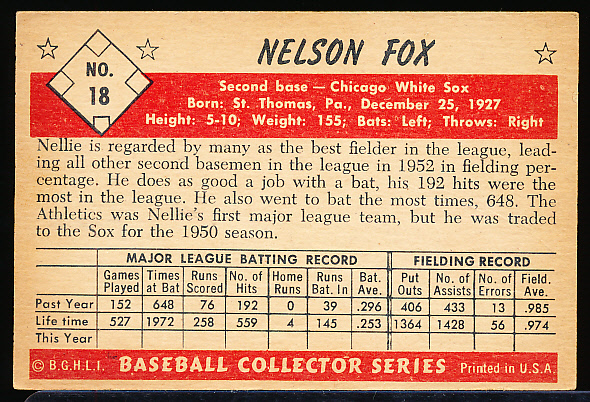 NELSON FOX
NO.
18
Second base — Chicago White Sox
Born: St. Thomas, Pa., December 25, 1927
Height: 5-10; Weight: 155; Bats: Left; Throws: Right
Nellie is regarded by many as the best fielder in the league, lead-
ing all other second basemen in the league in 1952 in fielding per-
centage. He does as good a job with a bat, his 192 hits were the
most in the league. He also went to bat the most times, 648. The
Athletics was Nellie's first major league team, but he was traded
to the Sox for the 1950 season.
MAJOR LEAGUE BATTING RECORD FIELDING RECORD
Games Times Runs No. of Home Runs Bat. Put No. of No. of Field.
Played at Bat Scored Hits Runs Bat. In Ave. Outs Assists Errors Ave.
Past Year 152 648 76 192 0 39 .296 406 433 13 .985
Life time 527 1972 258 559 4 145 .253 1364 1428 56 .974
This Year
© B.G.H.L.I. BASEBALL COLLECTOR SERIES Printed in U.S.A.